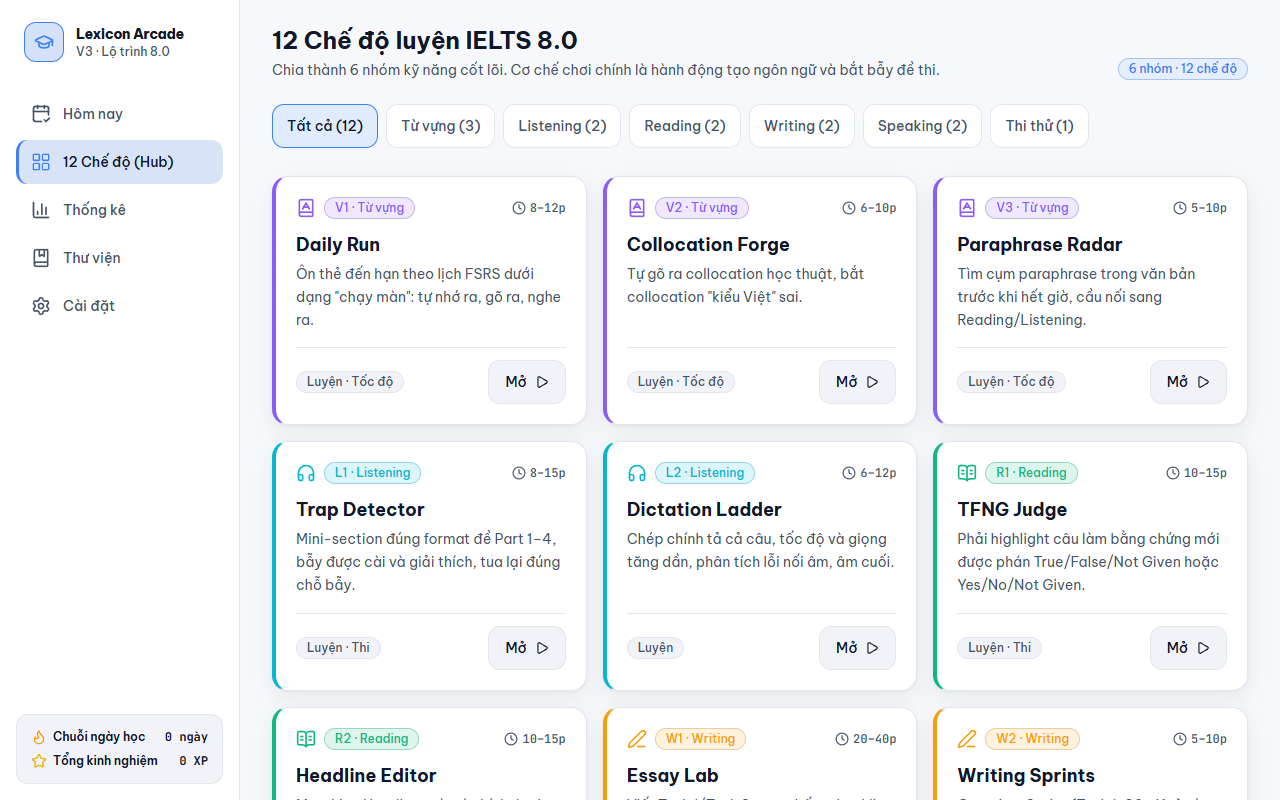 Lexicon Arcade
V3 · Lộ trình 8.0
Hôm nay
12 Chế độ (Hub)
Thống kê
Thư viện
Cài đặt
Chuỗi ngày học 0 ngày
Tổng kinh nghiệm 0 XP
12 Chế độ luyện IELTS 8.0
Chia thành 6 nhóm kỹ năng cốt lõi. Cơ chế chơi chính là hành động tạo ngôn ngữ và bắt bẫy đề thi.
6 nhóm · 12 chế độ
Tất cả (12)
Từ vựng (3)
Listening (2)
Reading (2)
Writing (2)
Speaking (2)
Thi thử (1)
V1 · Từ vựng
8–12p
Daily Run
Ôn thẻ đến hạn theo lịch FSRS dưới
dạng "chạy màn": tự nhớ ra, gõ ra, nghe
ra.
Luyện · Tốc độ
Mở
V2 · Từ vựng
6–10p
Collocation Forge
Tự gõ ra collocation học thuật, bắt
collocation "kiểu Việt" sai.
Luyện · Tốc độ
Mở
V3 · Từ vựng
5–10p
Paraphrase Radar
Tìm cụm paraphrase trong văn bản
trước khi hết giờ, cầu nối sang
Reading/Listening.
Luyện · Tốc độ
Mở
L1 · Listening
8–15p
Trap Detector
Mini-section đúng format đề Part 1–4,
bẫy được cài và giải thích, tua lại đúng
chỗ bẫy.
Luyện · Thi
Mở
L2 · Listening
6–12p
Dictation Ladder
Chép chính tả cả câu, tốc độ và giọng
tăng dần, phân tích lỗi nối âm, âm cuối.
Luyện
Mở
R1 · Reading
10–15p
TFNG Judge
Phải highlight câu làm bằng chứng mới
được phán True/False/Not Given hoặc
Yes/No/Not Given.
Luyện · Thi
Mở
R2 · Reading
10–15p
Headline Editor
W1 · Writing
20–40p
Essay Lab
W2 · Writing
5–10p
Writing Sprints